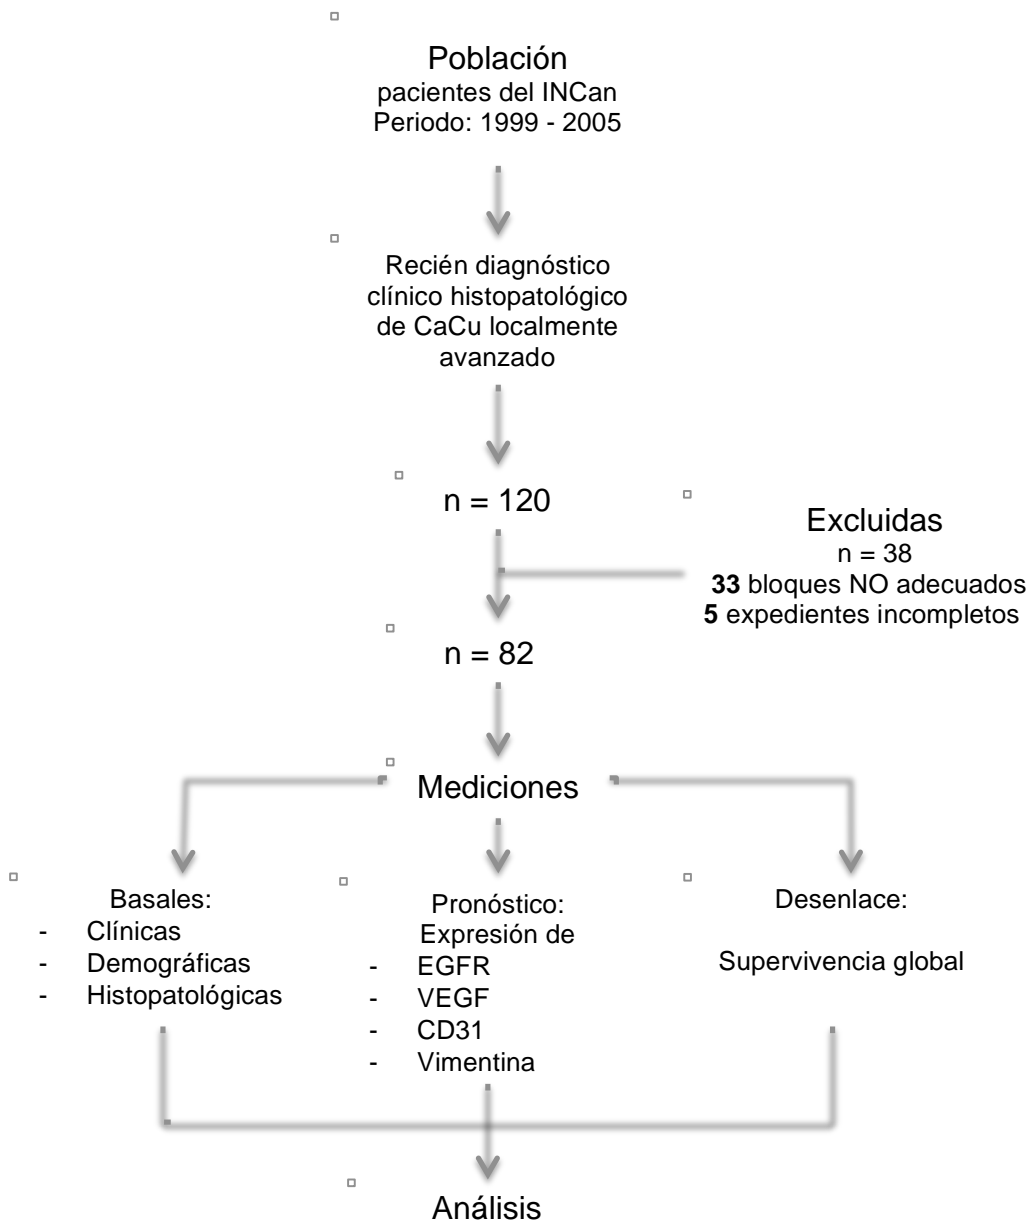 Población
pacientes del INCan
Periodo: 1999 - 2005
Recién diagnóstico
clínico histopatológico
de CaCu localmente
avanzado
n = 120
Excluidas
n = 38
33 bloques NO adecuados
5 expedientes incompletos
n = 82
Mediciones
Basales:
- Clínicas
- Demográficas
- Histopatológicas
Pronóstico:
Expresión de
- EGFR
- VEGF
- CD31
- Vimentina
Desenlace:
Supervivencia global
Análisis